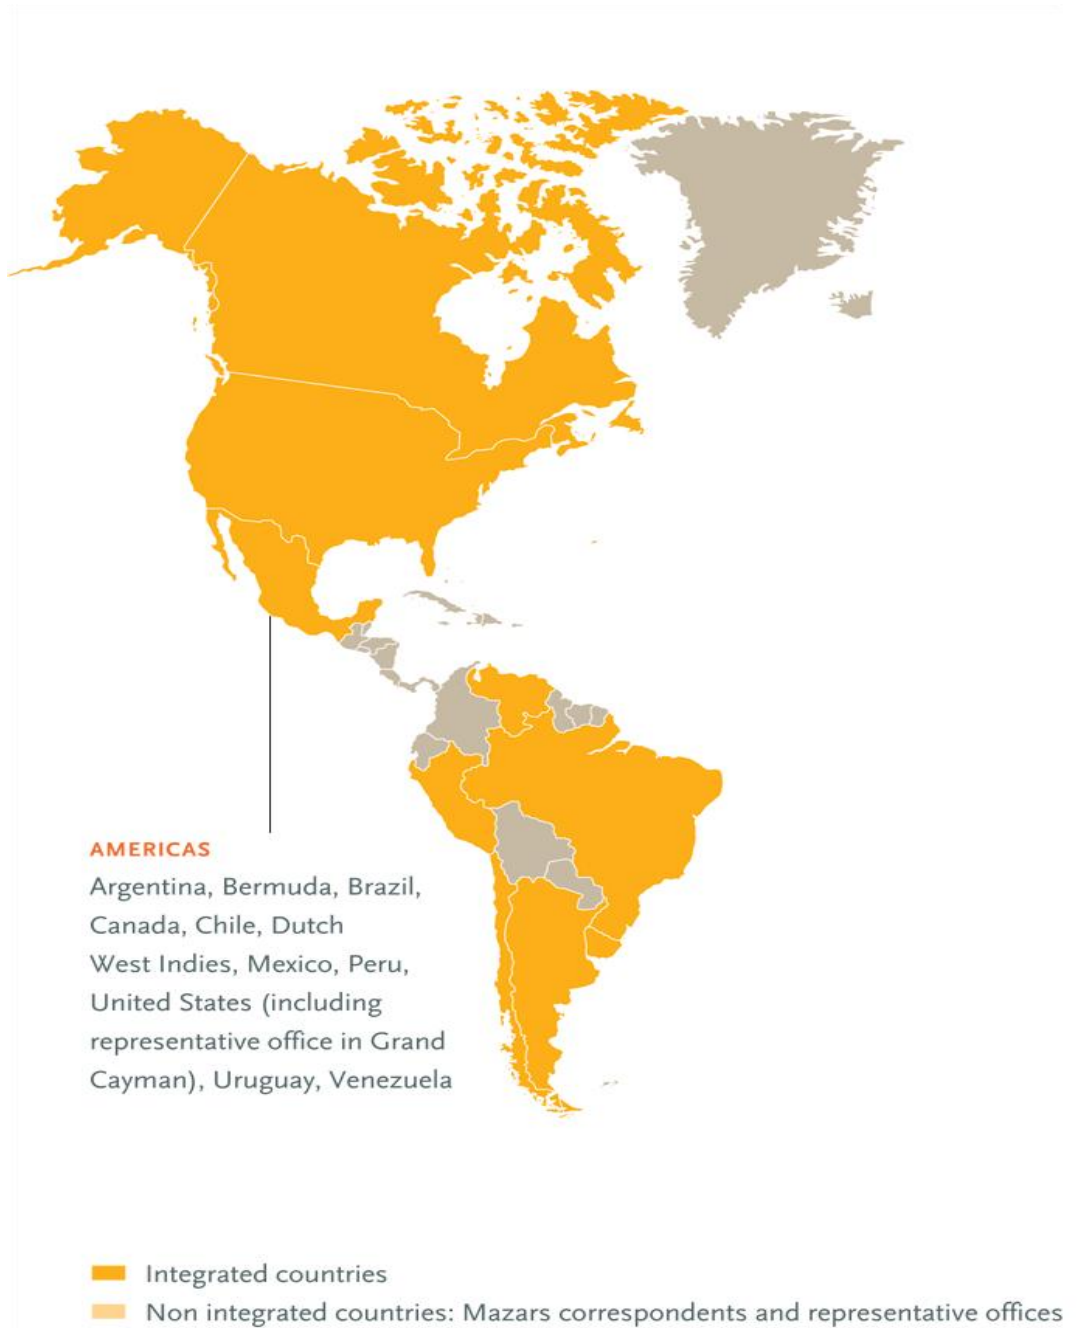 AMERICAS
Argentina, Bermuda, Brazil,
Canada, Chile, Dutch
West Indies, Mexico, Peru,
United States (including
representative office in Grand
Cayman), Uruguay, Venezuela
Integrated countries
Non integrated countries: Mazars correspondents and representative offices